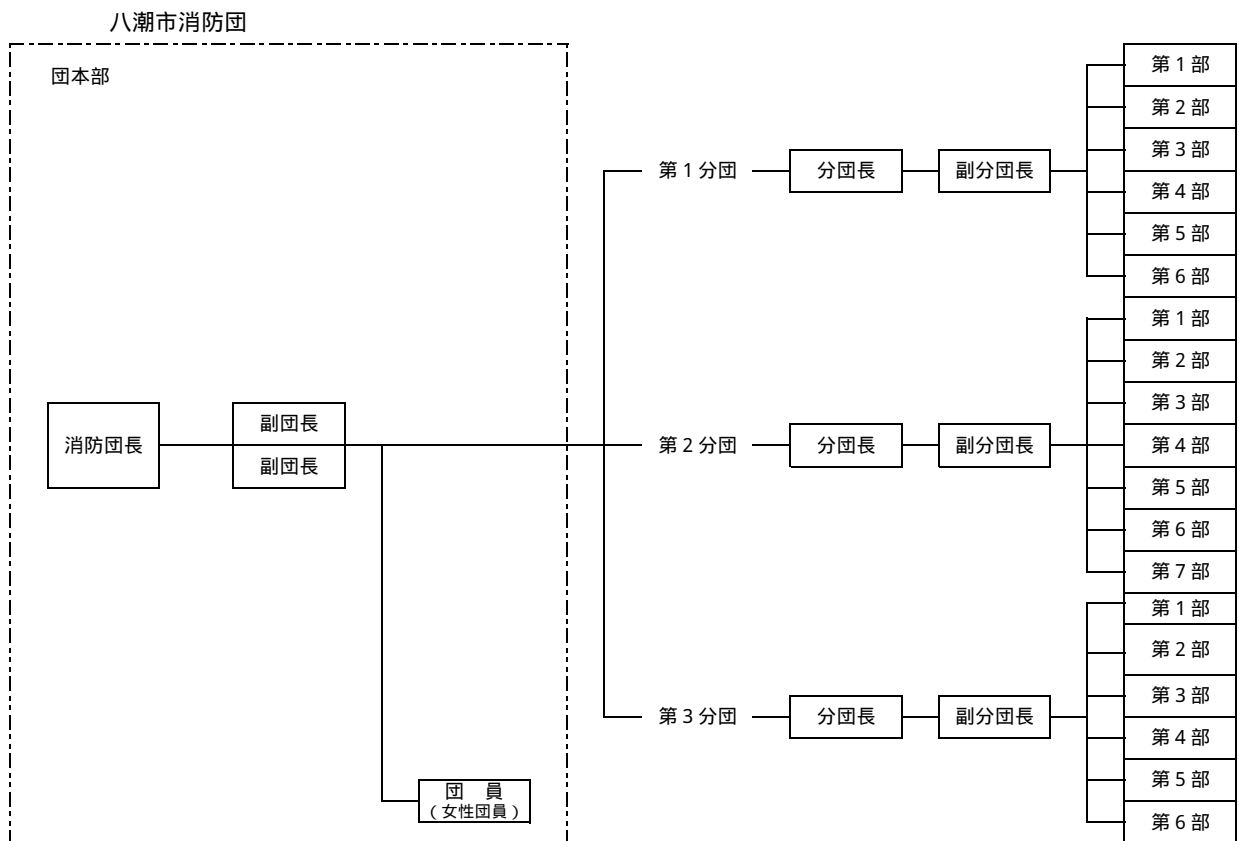 八潮市消防団
団本部
消防団長
副団長
副団長
団　員
（女性団員）
第１分団
分団長
副分団長
第１部
第２部
第３部
第４部
第５部
第６部
第２分団
分団長
副分団長
第１部
第２部
第３部
第４部
第５部
第６部
第７部
第３分団
分団長
副分団長
第１部
第２部
第３部
第４部
第５部
第６部